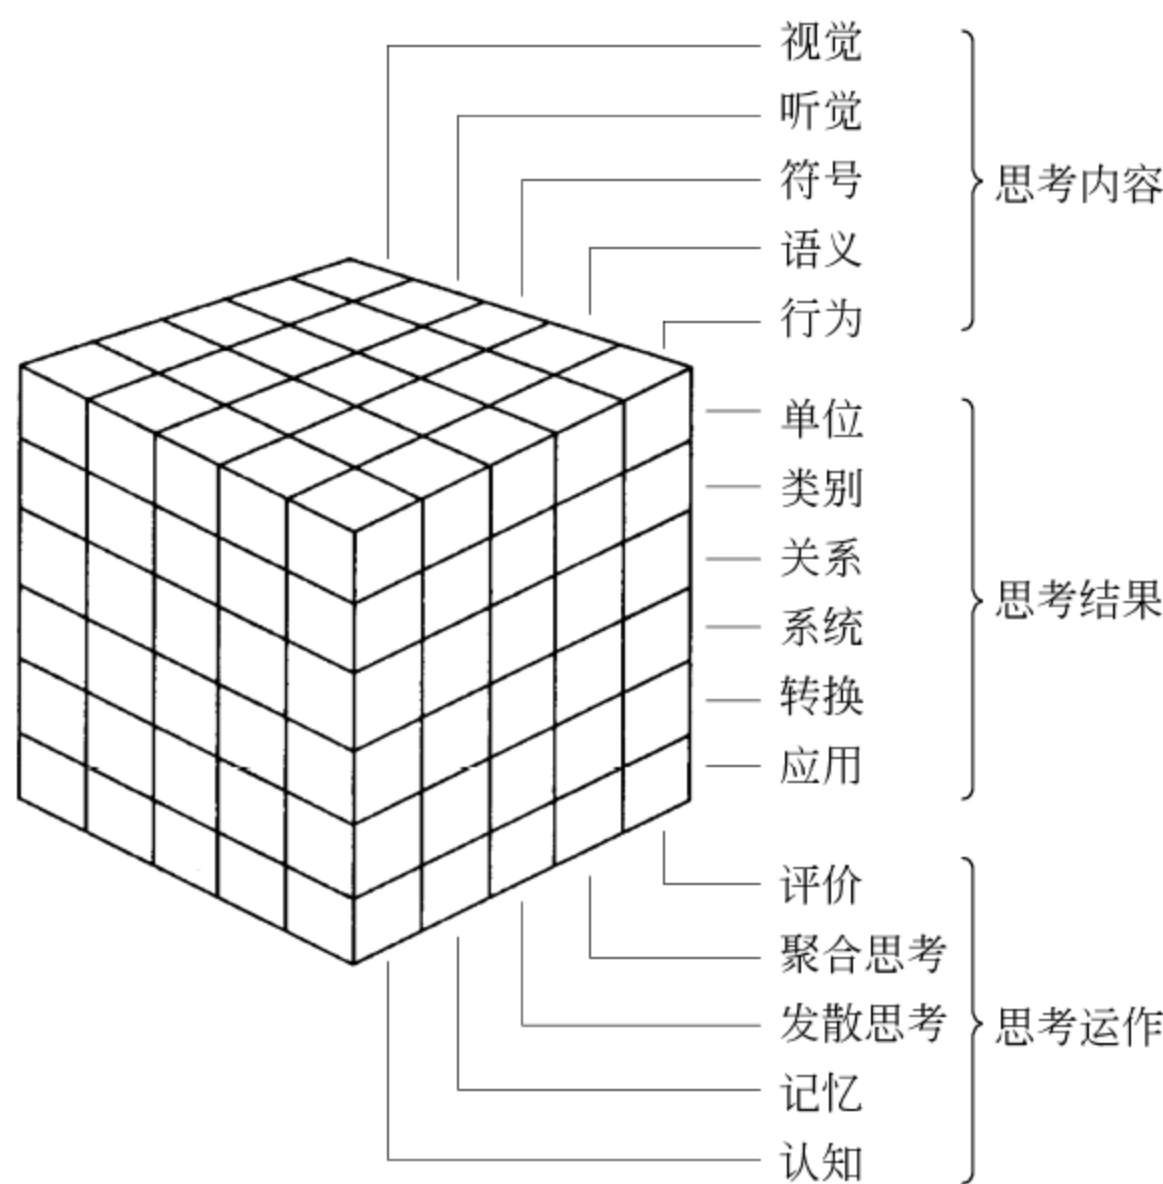 视觉
听觉
符号
语义
行为
思考内容
单位
类别
关系
系统
转换
应用
思考结果
评价
聚合思考
发散思考
记忆
认知
思考运作